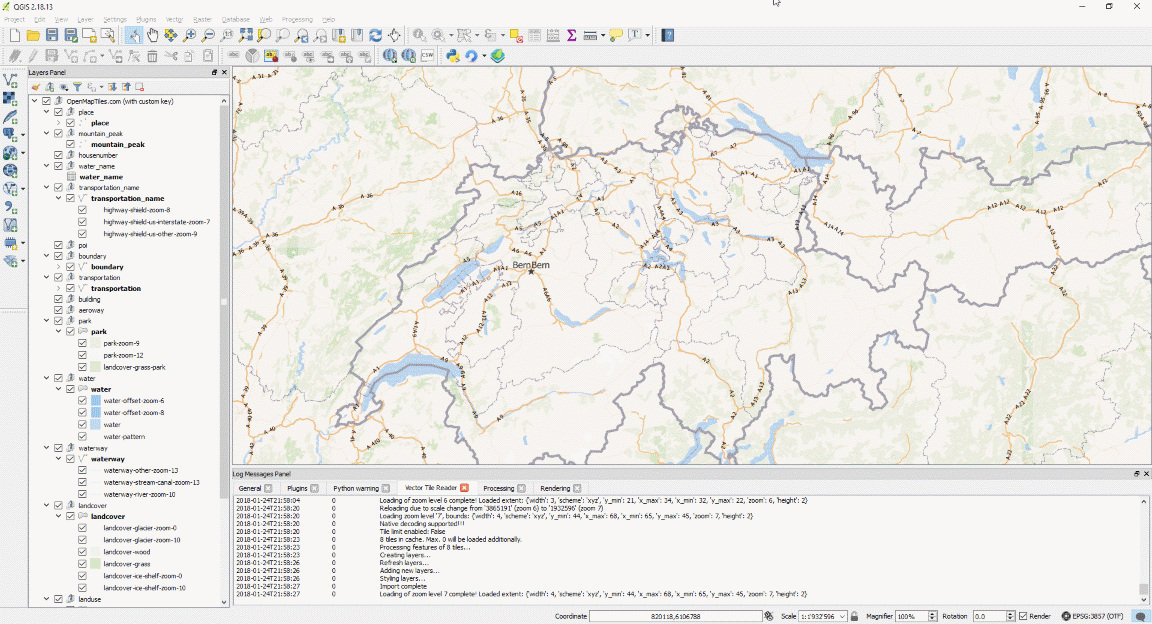 QGIS 2.18.13
Project Edit View Layer Settings Plugins Vector Raster Database Web Processing Help
CSW
Layers Panel
OpenMapTiles.com (with custom key)
place
place
mountain_peak
mountain_peak
housenumber
water_name
water_name
transportation_name
transportation_name
highway-shield-zoom-8
highway-shield-us-interstate-zoom-7
highway-shield-us-other-zoom-9
poi
boundary
boundary
transportation
transportation
building
aeroway
park
park
park-zoom-9
park-zoom-12
landcover-grass-park
water
water
water-offset-zoom-6
water-offset-zoom-8
water
water-pattern
waterway
waterway
waterway-other-zoom-13
waterway-stream-canal-zoom-13
waterway-river-zoom-10
landcover
landcover
landcover-glacier-zoom-0
landcover-glacier-zoom-10
landcover-wood
landcover-grass
landcover-ice-shelf-zoom-0
landcover-ice-shelf-zoom-10
landuse
BernBern
Log Messages Panel
General Plugins Python warning Vector Tile Reader Processing Rendering
2018-01-24T21:58:04 0 Loading of zoom level 6 complete! Loaded extent: {'width': 3, 'scheme': 'xyz', 'y_min': 21, 'x_max': 34, 'x_min': 32, 'y_max': 22, 'zoom': 6, 'height': 2}
2018-01-24T21:58:20 0 Reloading due to scale change from '3865191' (zoom 6) to '1932596' (zoom 7)
2018-01-24T21:58:20 0 Loading zoom level '7', bounds: {'width': 4, 'scheme': 'xyz', 'y_min': 44, 'x_max': 68, 'x_min': 65, 'y_max': 45, 'zoom': 7, 'height': 2}
2018-01-24T21:58:20 0 Native decoding supported!!!
2018-01-24T21:58:20 0 Tile limit enabled: False
2018-01-24T21:58:23 0 8 tiles in cache. Max. 0 will be loaded additionally.
2018-01-24T21:58:23 0 Processing features of 8 tiles...
2018-01-24T21:58:23 0 Creating layers...
2018-01-24T21:58:26 0 Refresh layers...
2018-01-24T21:58:26 0 Adding new layers...
2018-01-24T21:58:26 0 Styling layers...
2018-01-24T21:58:27 0 Import complete
2018-01-24T21:58:27 0 Loading of zoom level 7 complete! Loaded extent: {'width': 4, 'scheme': 'xyz', 'y_min': 44, 'x_max': 68, 'x_min': 65, 'y_max': 45, 'zoom': 7, 'height': 2}
Coordinate 820118,6106788 Scale 1:1'932'596 Magnifier 100% Rotation 0.0 Render EPSG:3857 (OTF)